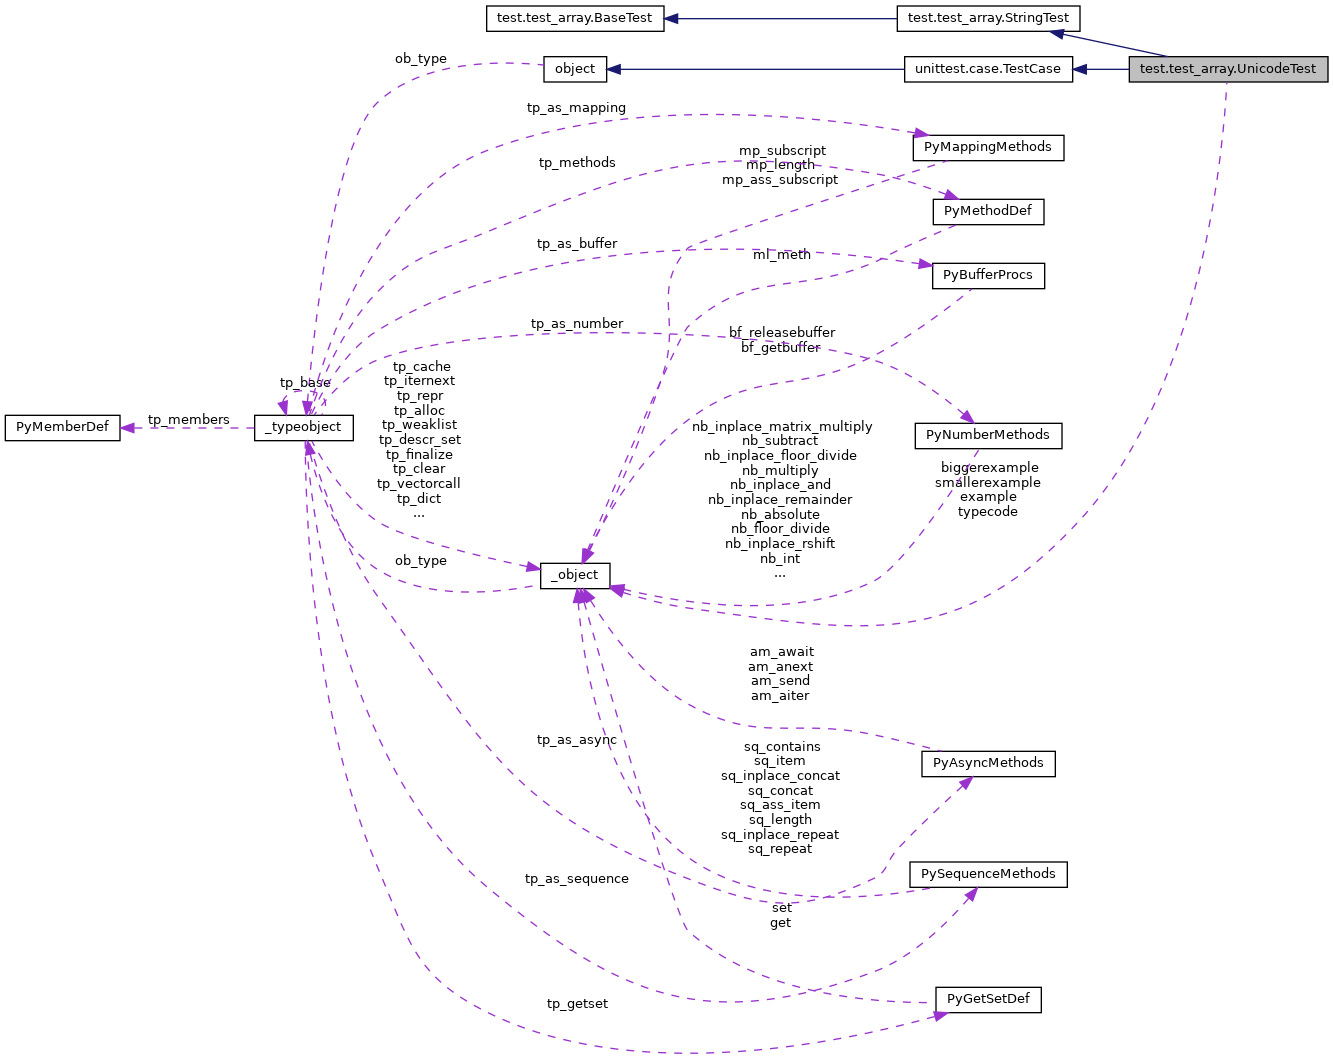 test.test_array.BaseTest
test.test_array.StringTest
ob_type
object
unittest.case.TestCase
test.test_array.UnicodeTest
tp_as_mapping
PyMappingMethods
tp_methods
mp_subscript
mp_length
mp_ass_subscript
PyMethodDef
tp_as_buffer
ml_meth
PyBufferProcs
tp_as_number
bf_releasebuffer
bf_getbuffer
tp_base
tp_cache
tp_iternext
tp_repr
tp_alloc
tp_weaklist
tp_descr_set
tp_finalize
tp_clear
tp_vectorcall
tp_dict
...
PyMemberDef
tp_members
_typeobject
nb_inplace_matrix_multiply
nb_subtract
nb_inplace_floor_divide
nb_multiply
nb_inplace_and
nb_inplace_remainder
nb_absolute
nb_floor_divide
nb_inplace_rshift
nb_int
...
PyNumberMethods
biggerexample
smallerexample
example
typecode
ob_type
_object
am_await
am_anext
am_send
am_aiter
tp_as_async
sq_contains
sq_item
sq_inplace_concat
sq_concat
sq_ass_item
sq_length
sq_inplace_repeat
sq_repeat
PyAsyncMethods
tp_as_sequence
PySequenceMethods
set
get
tp_getset
PyGetSetDef